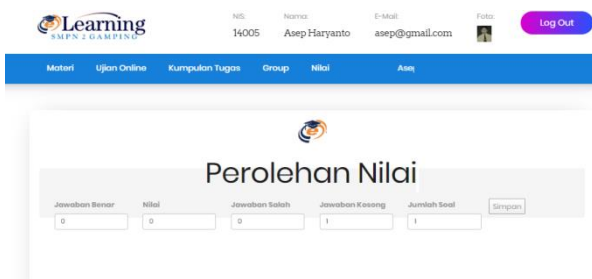 eLearning
SMPN 2 GAMPING
NIS: Nama: E-Mail: Foto:
14005 Asep Haryanto asep@gmail.com
Log Out
Materi Ujian Online Kumpulan Tugas Group Nilai Asep
Perolehan Nilai
Jawaban Benar Nilai Jawaban Salah Jawaban Kosong Jumlah Soal
0 0 0 1 1
Simpan